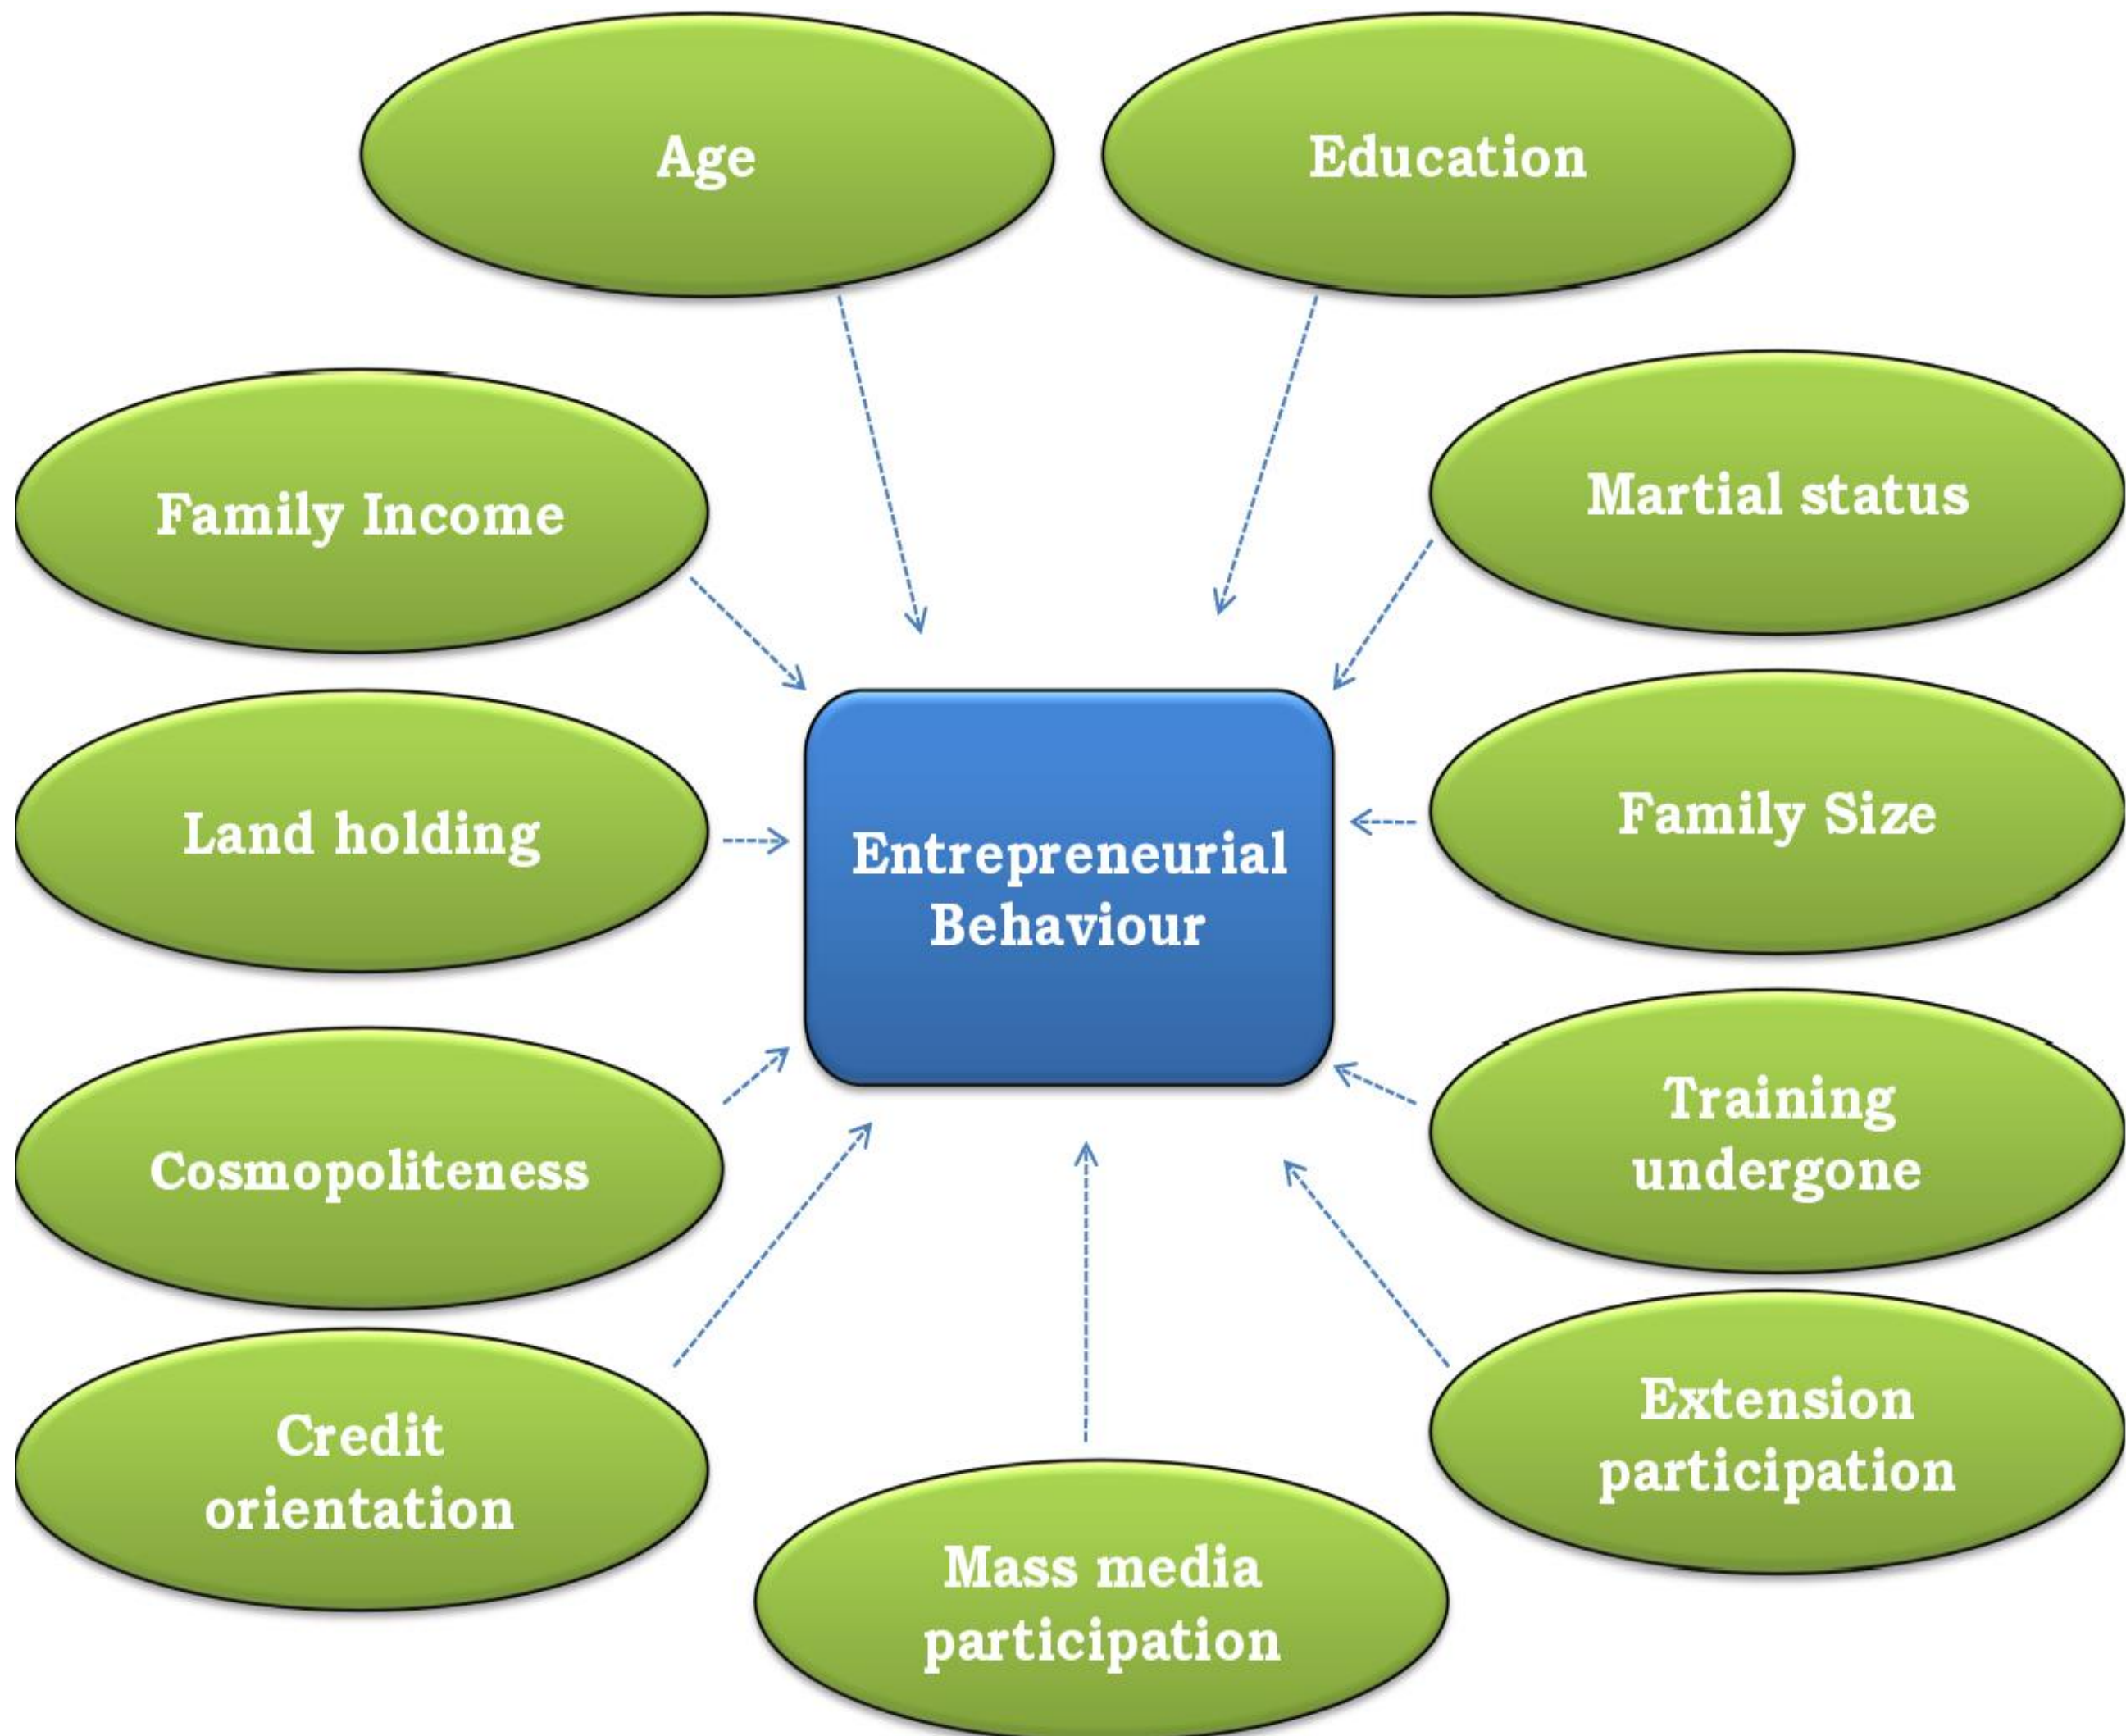 Age
Education
Family Income
Martial status
Land holding
Family Size
Entrepreneurial
Behaviour
Cosmopoliteness
Training
undergone
Credit
orientation
Extension
participation
Mass media
participation